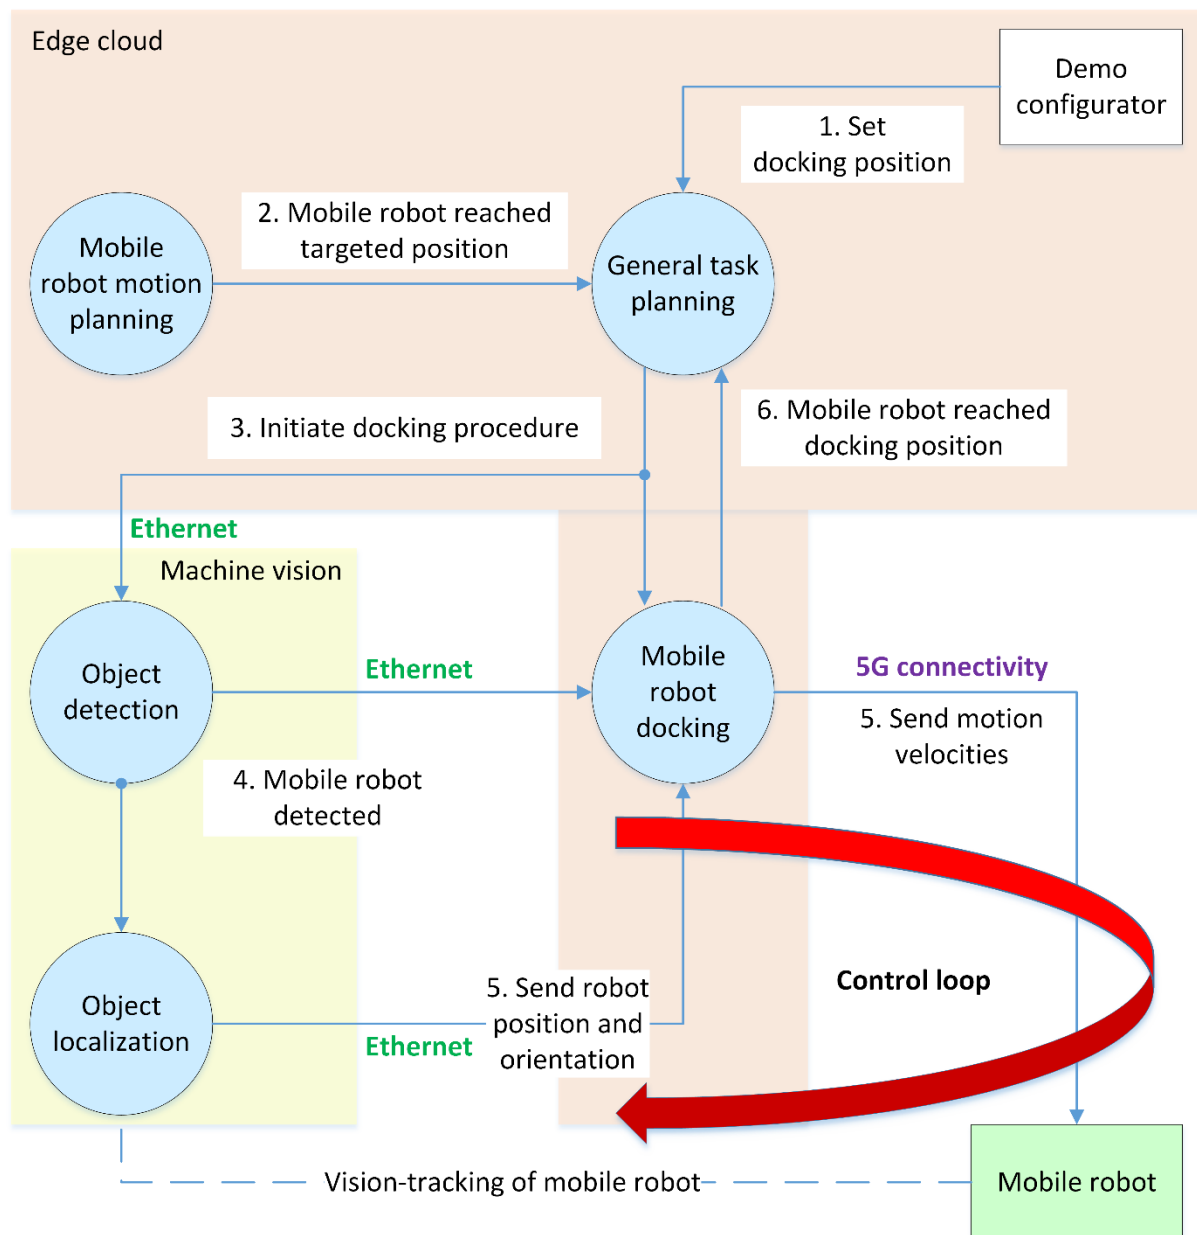 Edge cloud
Demo
configurator
1. Set
docking position
2. Mobile robot reached
targeted position
Mobile
robot motion
planning
General task
planning
3. Initiate docking procedure
6. Mobile robot reached
docking position
Ethernet
Machine vision
Object
detection
Ethernet
Mobile
robot
docking
5G connectivity
5. Send motion
velocities
4. Mobile robot
detected
Object
localization
Ethernet
5. Send robot
position and
orientation
Control loop
Vision-tracking of mobile robot
Mobile robot